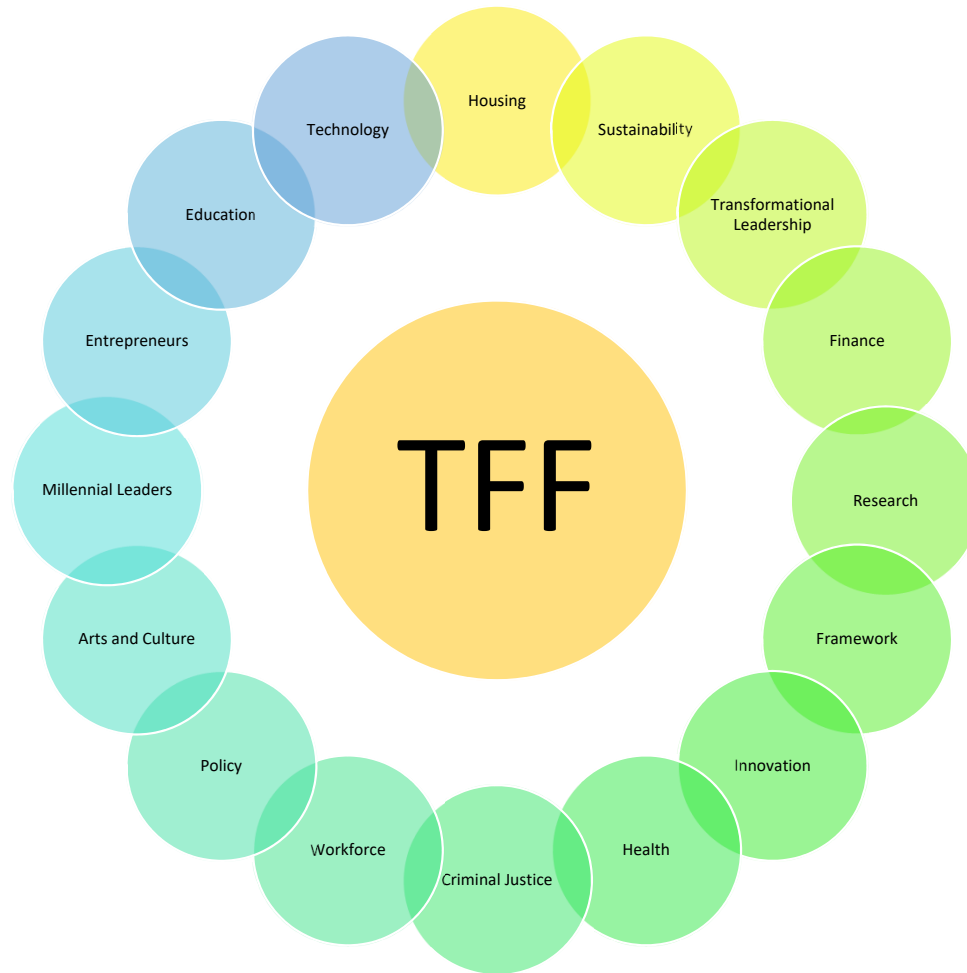 Housing
Sustainability
Transformational
Leadership
Finance
Research
Framework
Innovation
Health
Criminal Justice
Workforce
Policy
Arts and Culture
Millennial Leaders
Entrepreneurs
Education
Technology
TFF